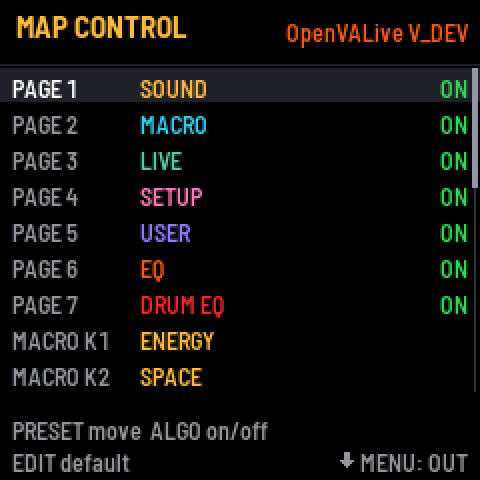 MAP CONTROL OpenVALive V_DEV
PAGE 1 SOUND ON
PAGE 2 MACRO ON
PAGE 3 LIVE ON
PAGE 4 SETUP ON
PAGE 5 USER ON
PAGE 6 EQ ON
PAGE 7 DRUM EQ ON
MACRO K1 ENERGY
MACRO K2 SPACE
PRESET move ALGO on/off
EDIT default MENU: OUT